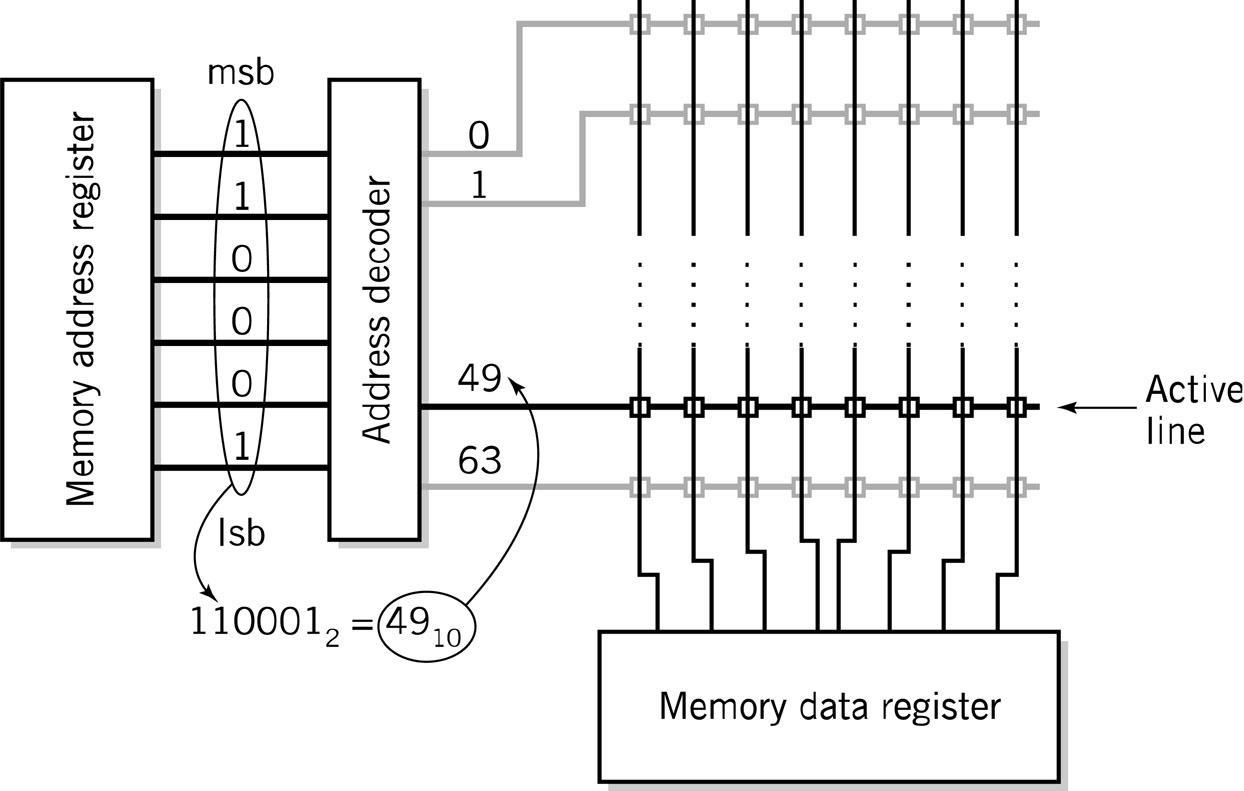 msb
Memory address register
1
1
0
0
0
1
lsb
Address decoder
0
1
49
63
Active
line
110001₂ = 49₁₀
Memory data register